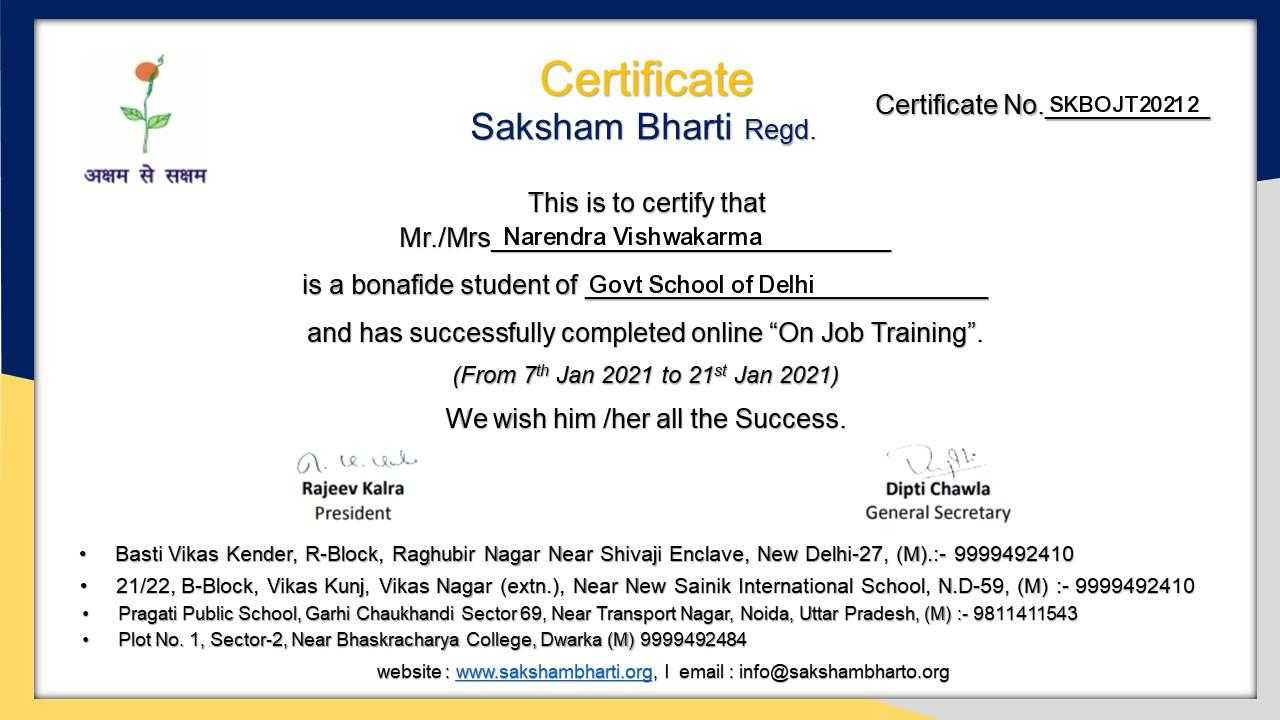 Certificate
Saksham Bharti Regd.
Certificate No. SKBOJT20212
अक्षम से सक्षम
This is to certify that
Mr./Mrs Narendra Vishwakarma
is a bonafide student of Govt School of Delhi
and has successfully completed online “On Job Training”.
(From 7th Jan 2021 to 21st Jan 2021)
We wish him /her all the Success.
Rajeev Kalra
President
Dipti Chawla
General Secretary
• Basti Vikas Kender, R-Block, Raghubir Nagar Near Shivaji Enclave, New Delhi-27, (M).:- 9999492410
• 21/22, B-Block, Vikas Kunj, Vikas Nagar (extn.), Near New Sainik International School, N.D-59, (M) :- 9999492410
• Pragati Public School, Garhi Chaukhandi Sector 69, Near Transport Nagar, Noida, Uttar Pradesh, (M) :- 9811411543
• Plot No. 1, Sector-2, Near Bhaskracharya College, Dwarka (M) 9999492484
website : www.sakshambharti.org, l email : info@sakshambharto.org